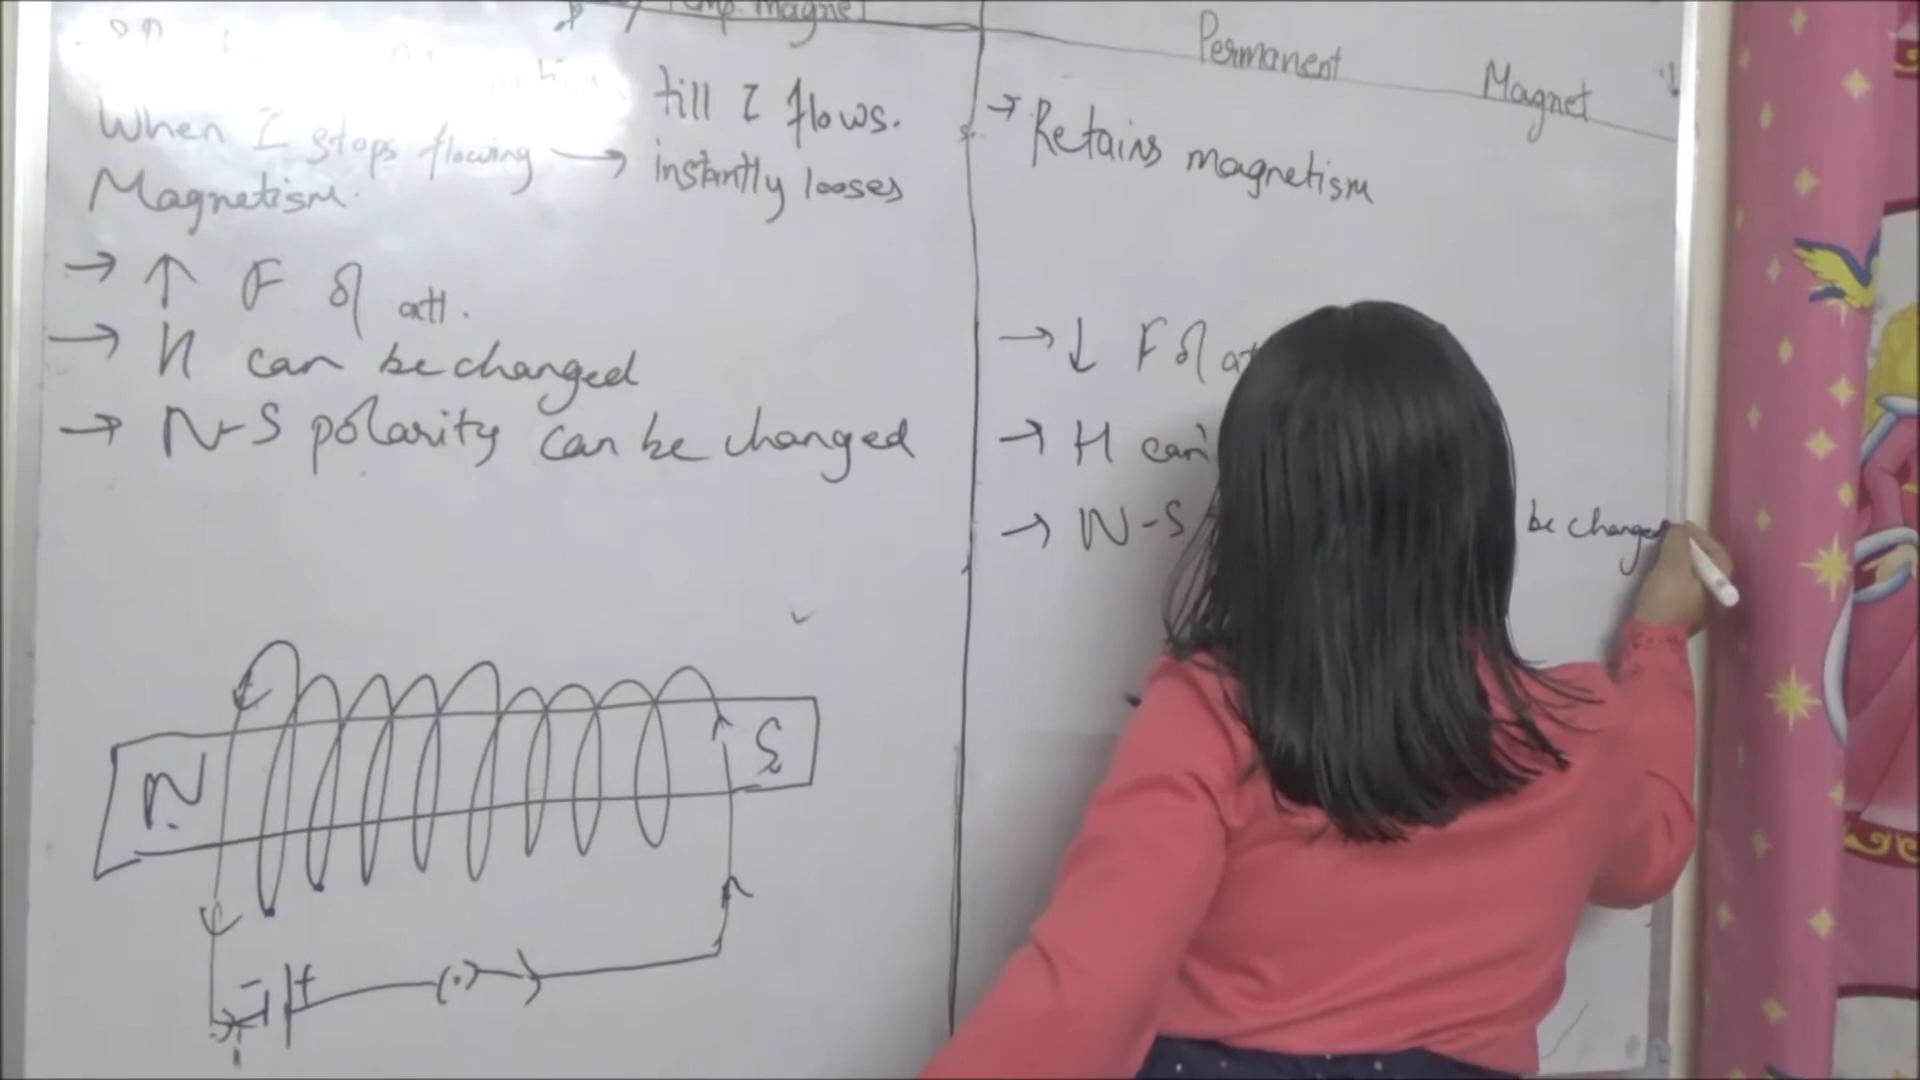 Temp. Magnet
till I flows.
When I stops flowing → instantly looses
Magnetism.
→ ↑ F of att.
→ H can be changed
→ N-S polarity can be changed
N S
- +
(.)
Permanent Magnet
→ Retains magnetism
→ ↓ F of
→ H can't
→ N-S be changed